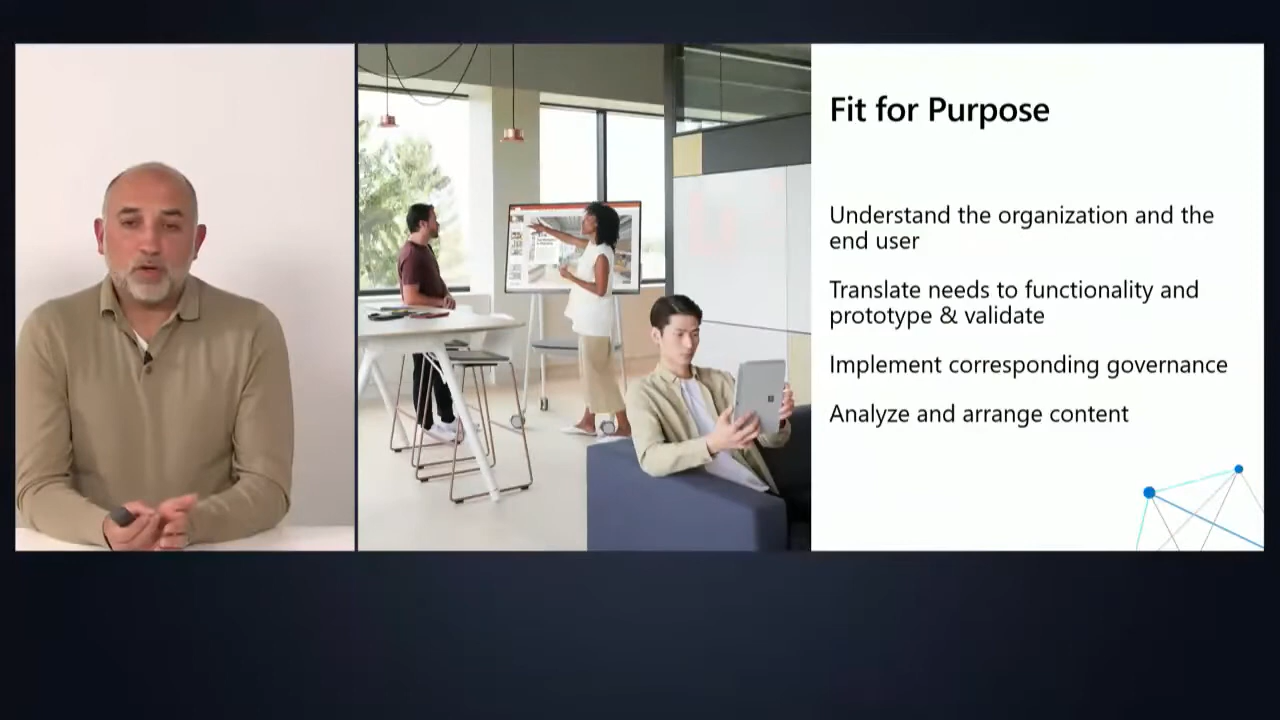 Fit for Purpose
Understand the organization and the
end user
Translate needs to functionality and
prototype & validate
Implement corresponding governance
Analyze and arrange content